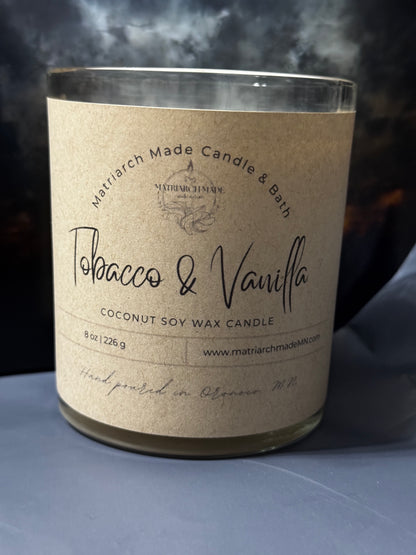 Matriarch Made Candle & Bath
MATRIARCH MADE
Tobacco & Vanilla
COCONUT SOY WAX CANDLE
8 oz | 226 g
www.matriarchmadeMN.com
Hand poured in Oronoco, MN